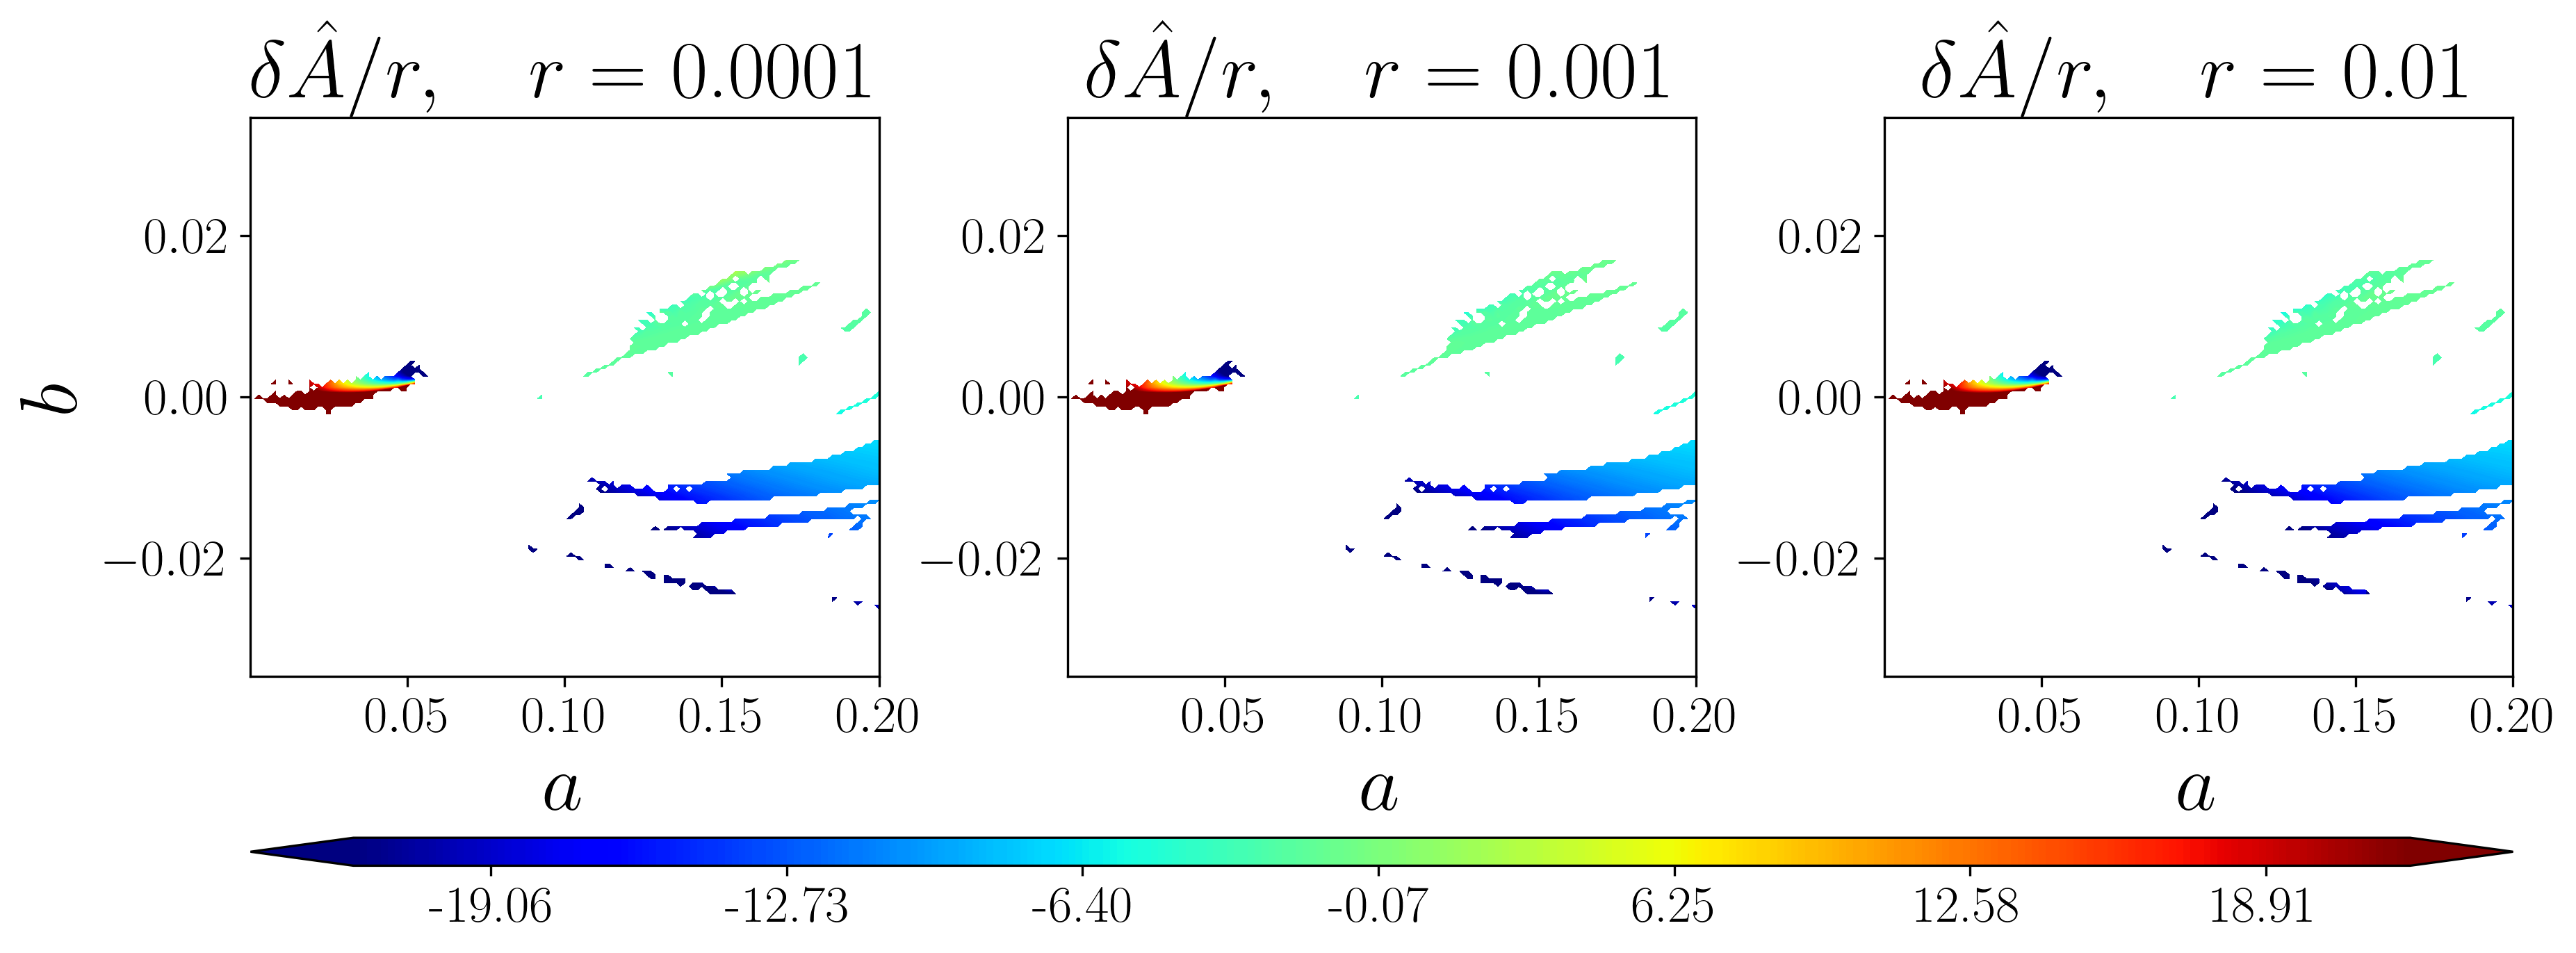 δÂ/r, r = 0.0001 δÂ/r, r = 0.001 δÂ/r, r = 0.01
0.02 0.02 0.02
b 0.00 0.00 0.00
−0.02 −0.02 −0.02
0.05 0.10 0.15 0.20 0.05 0.10 0.15 0.20 0.05 0.10 0.15 0.20
a a a
-19.06 -12.73 -6.40 -0.07 6.25 12.58 18.91